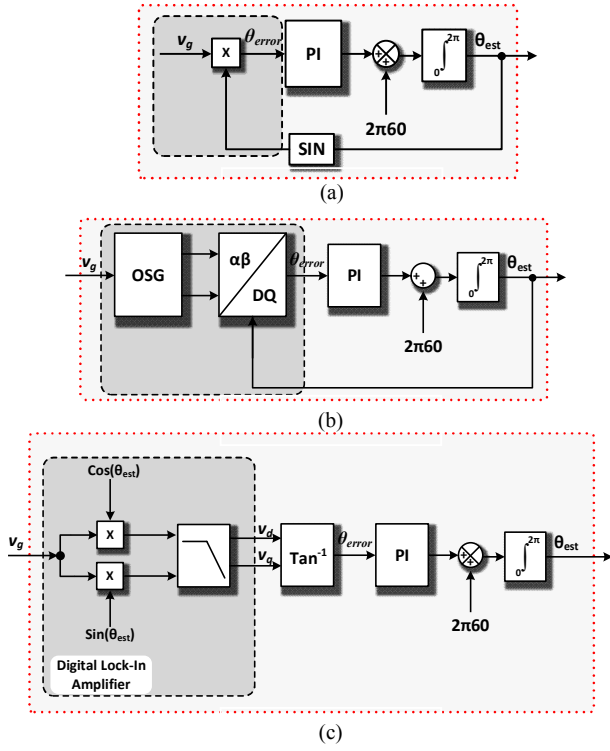 v_g
X
θ_error
PI
+
+
∫
2π
0
θ_est
2π60
SIN
(a)
v_g
OSG
αβ
DQ
θ_error
PI
+
+
∫
2π
0
θ_est
2π60
(b)
Cos(θ_est)
v_g
X
X
v_d
v_q
Tan⁻¹
θ_error
PI
+
+
∫
2π
0
θ_est
2π60
Sin(θ_est)
Digital Lock-In
Amplifier
(c)